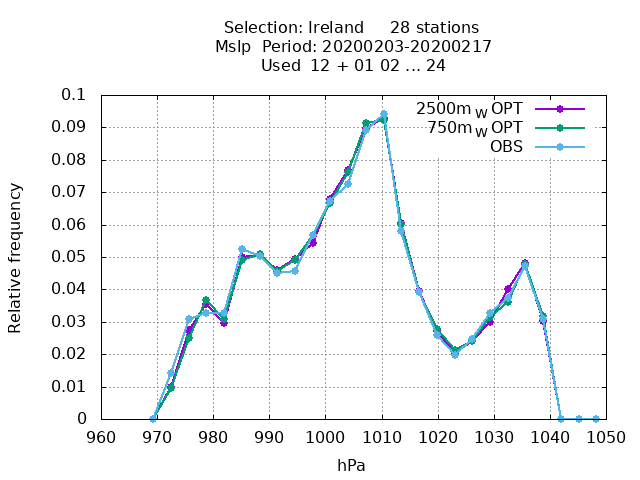 Selection: Ireland 28 stations
Mslp Period: 20200203-20200217
Used 12 + 01 02 ... 24
2500m W OPT
750m W OPT
OBS
Relative frequency
0.1
0.09
0.08
0.07
0.06
0.05
0.04
0.03
0.02
0.01
0
960 970 980 990 1000 1010 1020 1030 1040 1050
hPa